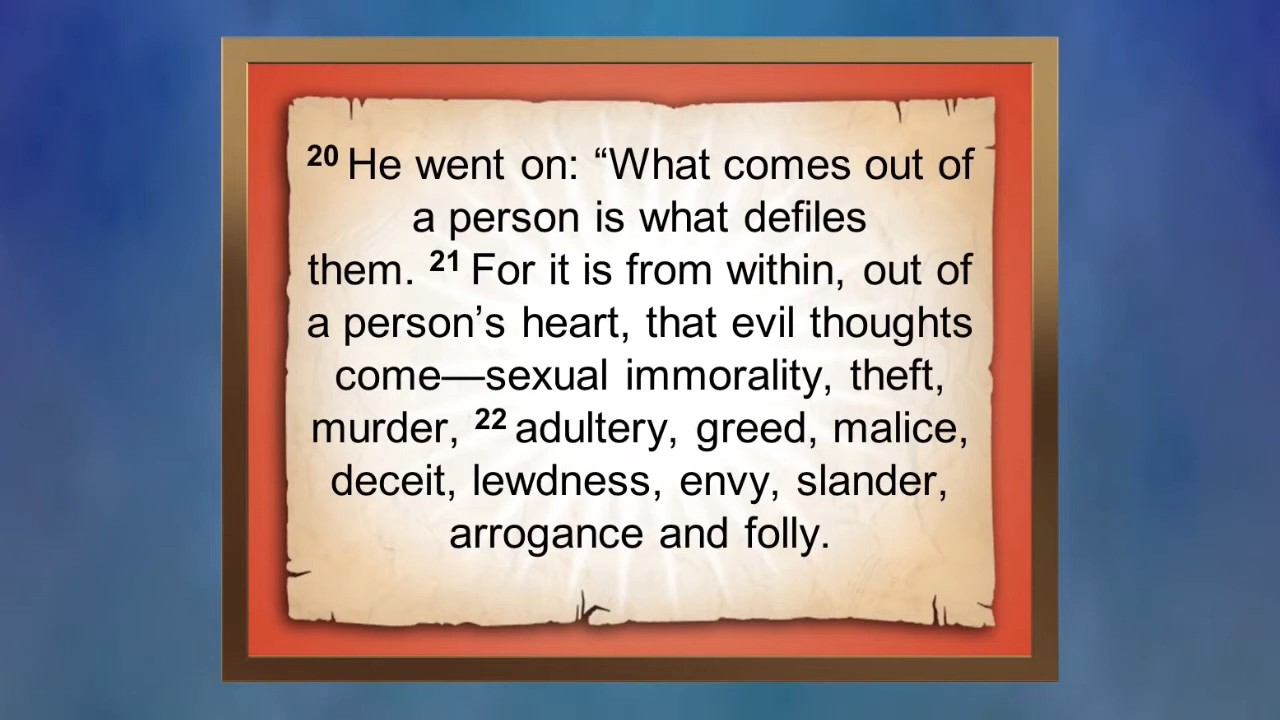 20 He went on: “What comes out of
a person is what defiles
them. 21 For it is from within, out of
a person’s heart, that evil thoughts
come—sexual immorality, theft,
murder, 22 adultery, greed, malice,
deceit, lewdness, envy, slander,
arrogance and folly.